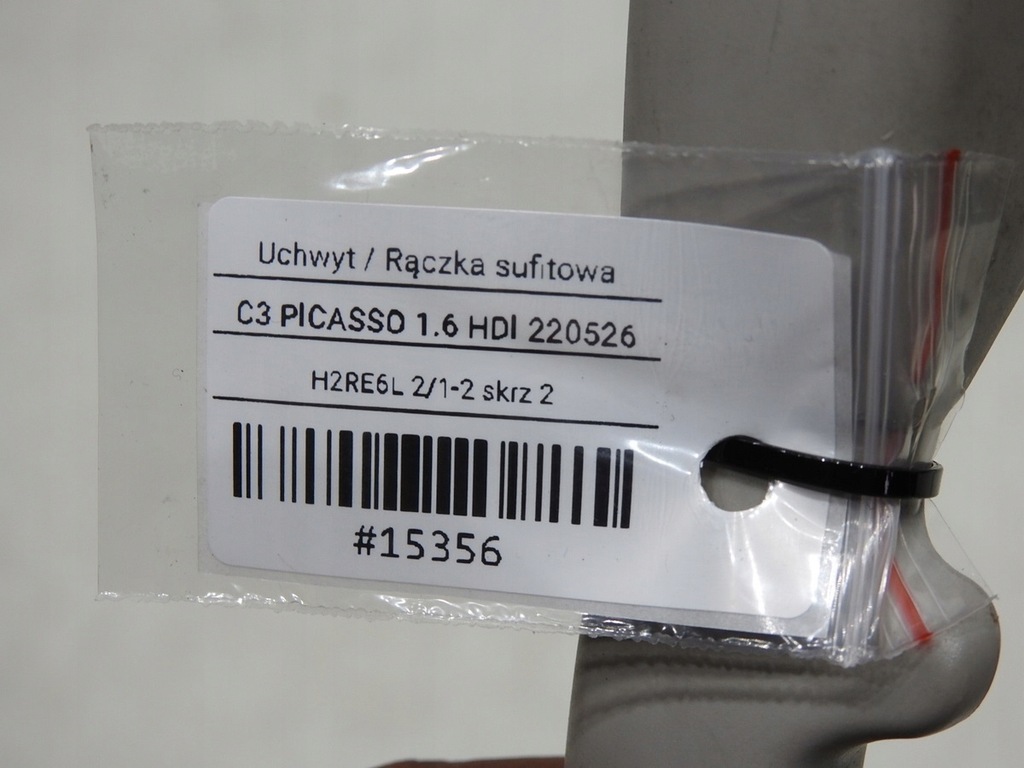 Uchwyt / Rączka sufitowa
C3 PICASSO 1.6 HDI 220526
H2RE6L 2/1-2 skrz 2
#15356